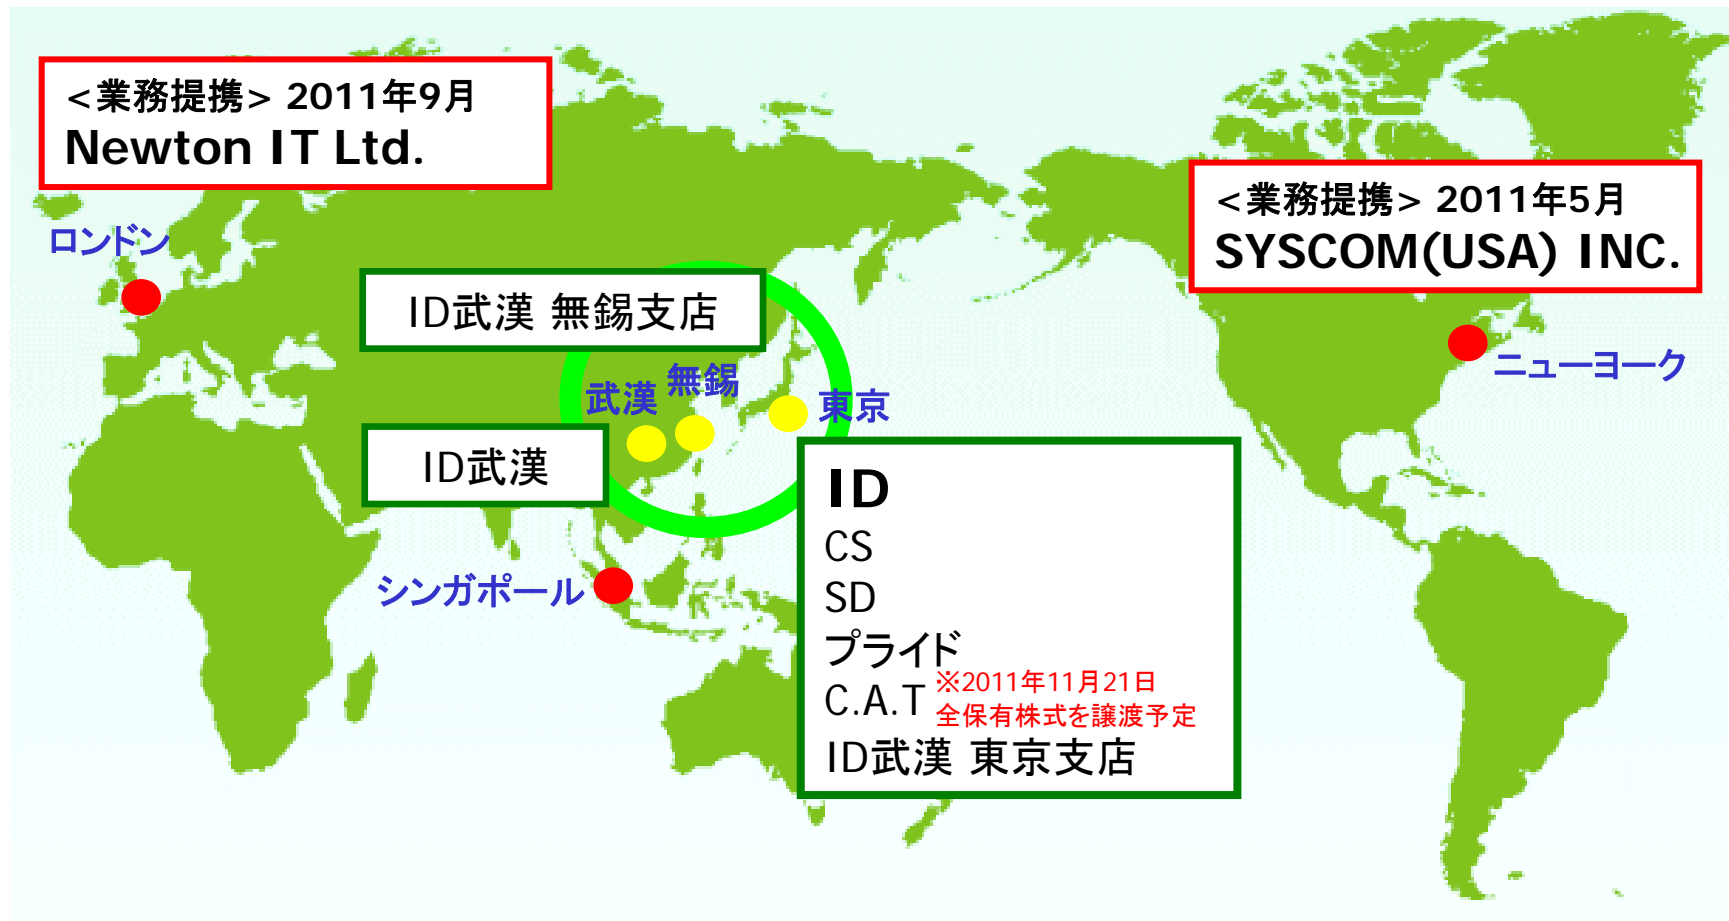 <業務提携> 2011年9月
Newton IT Ltd.
ロンドン
<業務提携> 2011年5月
SYSCOM(USA) INC.
ニューヨーク
ID武漢 無錫支店
武漢
無錫
東京
ID武漢
シンガポール
ID
CS
SD
プライド
C.A.T
※2011年11月21日
全保有株式を譲渡予定
ID武漢 東京支店